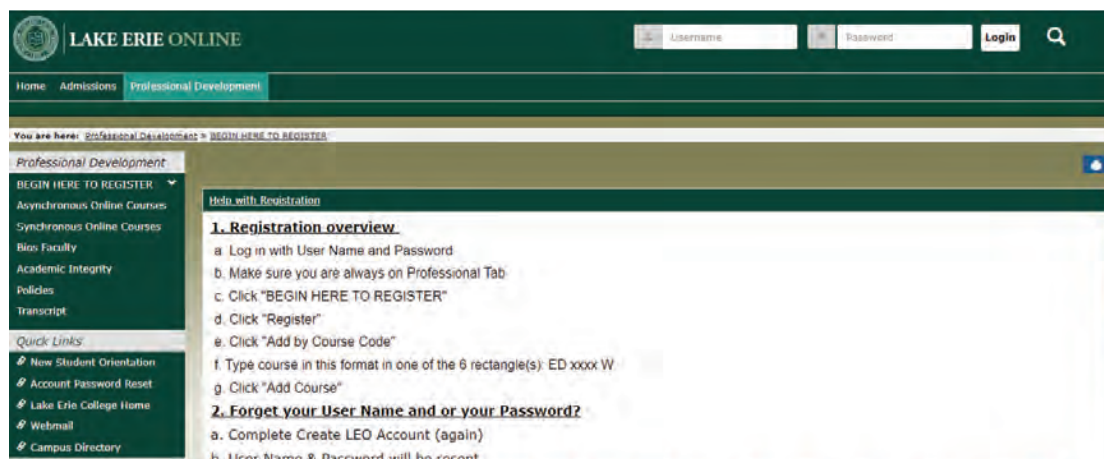 LAKE ERIE ONLINE
Username
Password
Login
Home Admissions Professional Development
You are here: Professional Development » BEGIN HERE TO REGISTER
Professional Development
BEGIN HERE TO REGISTER
Asynchronous Online Courses
Synchronous Online Courses
Bios Faculty
Academic Integrity
Policies
Transcript
Quick Links
New Student Orientation
Account Password Reset
Lake Erie College Home
Webmail
Campus Directory
Help with Registration
1. Registration overview
a. Log in with User Name and Password
b. Make sure you are always on Professional Tab
c. Click "BEGIN HERE TO REGISTER"
d. Click "Register"
e. Click "Add by Course Code"
f. Type course in this format in one of the 6 rectangle(s): ED xxxx W
g. Click "Add Course"
2. Forget your User Name and or your Password?
a. Complete Create LEO Account (again)
b. User Name & Password will be resent